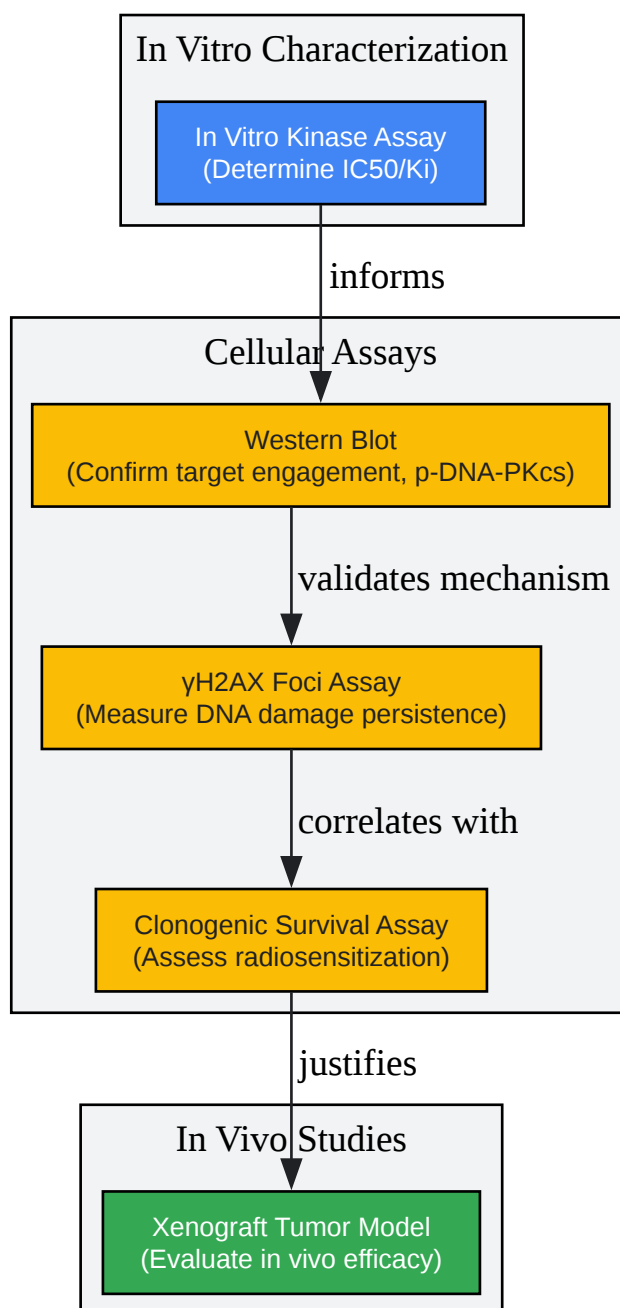 In Vitro Characterization
In Vitro Kinase Assay
(Determine IC50/Ki)
informs
Cellular Assays
Western Blot
(Confirm target engagement, p-DNA-PKcs)
validates mechanism
γH2AX Foci Assay
(Measure DNA damage persistence)
correlates with
Clonogenic Survival Assay
(Assess radiosensitization)
justifies
In Vivo Studies
Xenograft Tumor Model
(Evaluate in vivo efficacy)